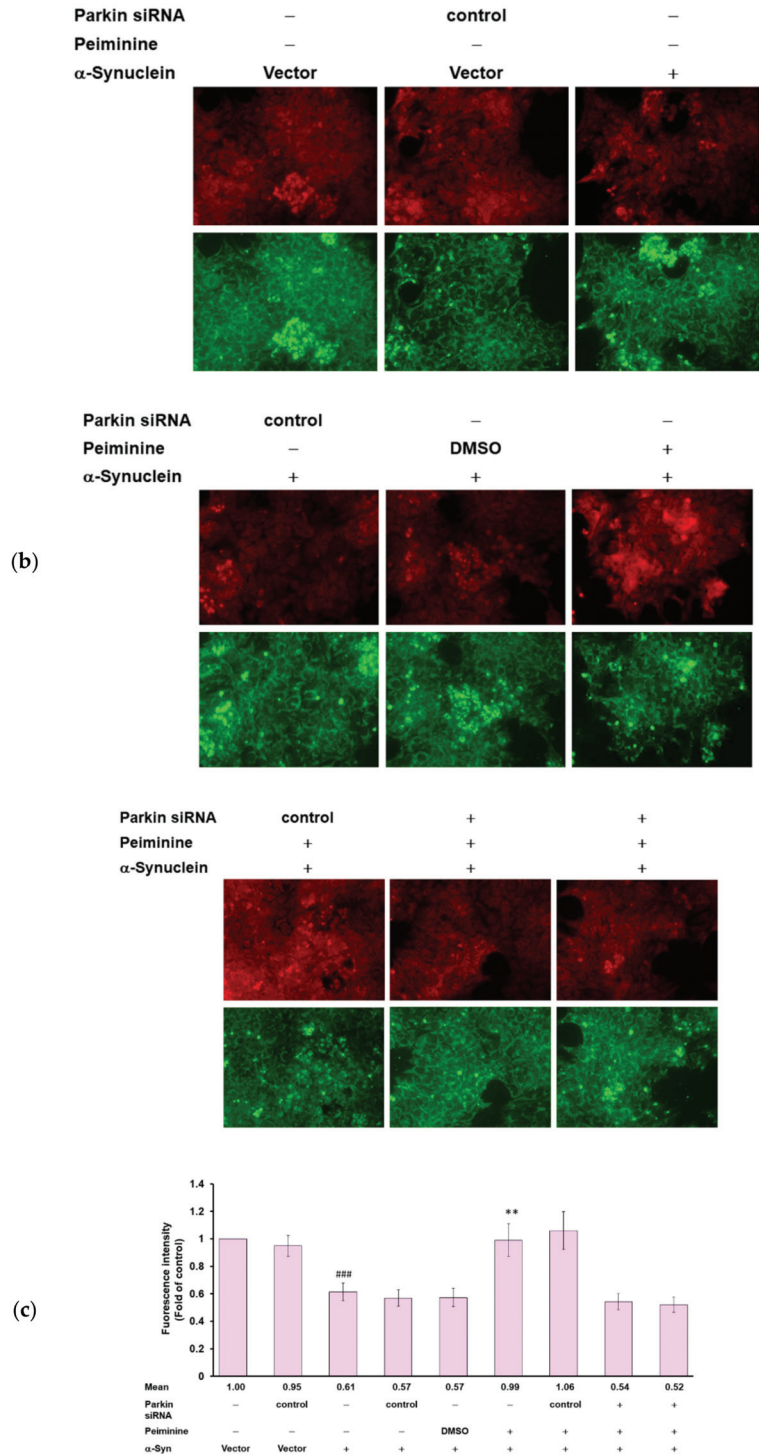 Parkin siRNA – control –
Peiminine – – –
α-Synuclein Vector Vector +
Parkin siRNA control – –
Peiminine – DMSO +
α-Synuclein + + +
(b)
Parkin siRNA control + +
Peiminine + + +
α-Synuclein + + +
(c)
Fuorescence intensity
(Fold of control)
1.4
1.2
1
0.8
0.6
0.4
0.2
0
###
**
Mean 1.00 0.95 0.61 0.57 0.57 0.99 1.06 0.54 0.52
Parkin
siRNA – control – control – – control + +
Peiminine – – – – DMSO + + + +
α-Syn Vector Vector + + + + + + +